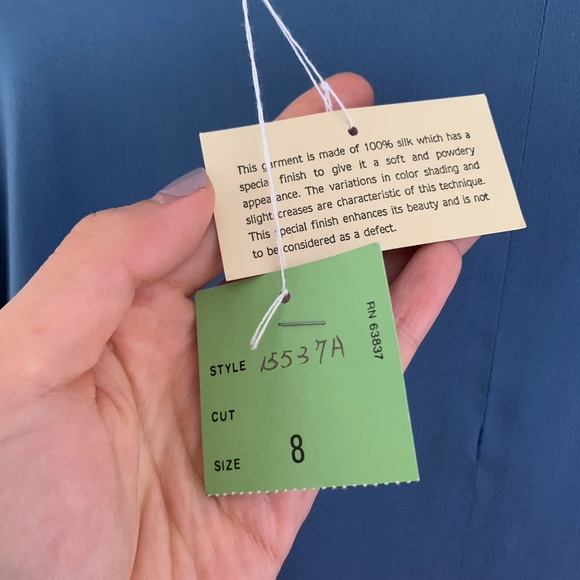 This garment is made of 100% silk which has a
special finish to give it a soft and powdery
appearance. The variations in color shading and
slight creases are characteristic of this technique.
This special finish enhances its beauty and is not
to be considered as a defect.
RN 63837
STYLE 15537A
CUT
SIZE 8